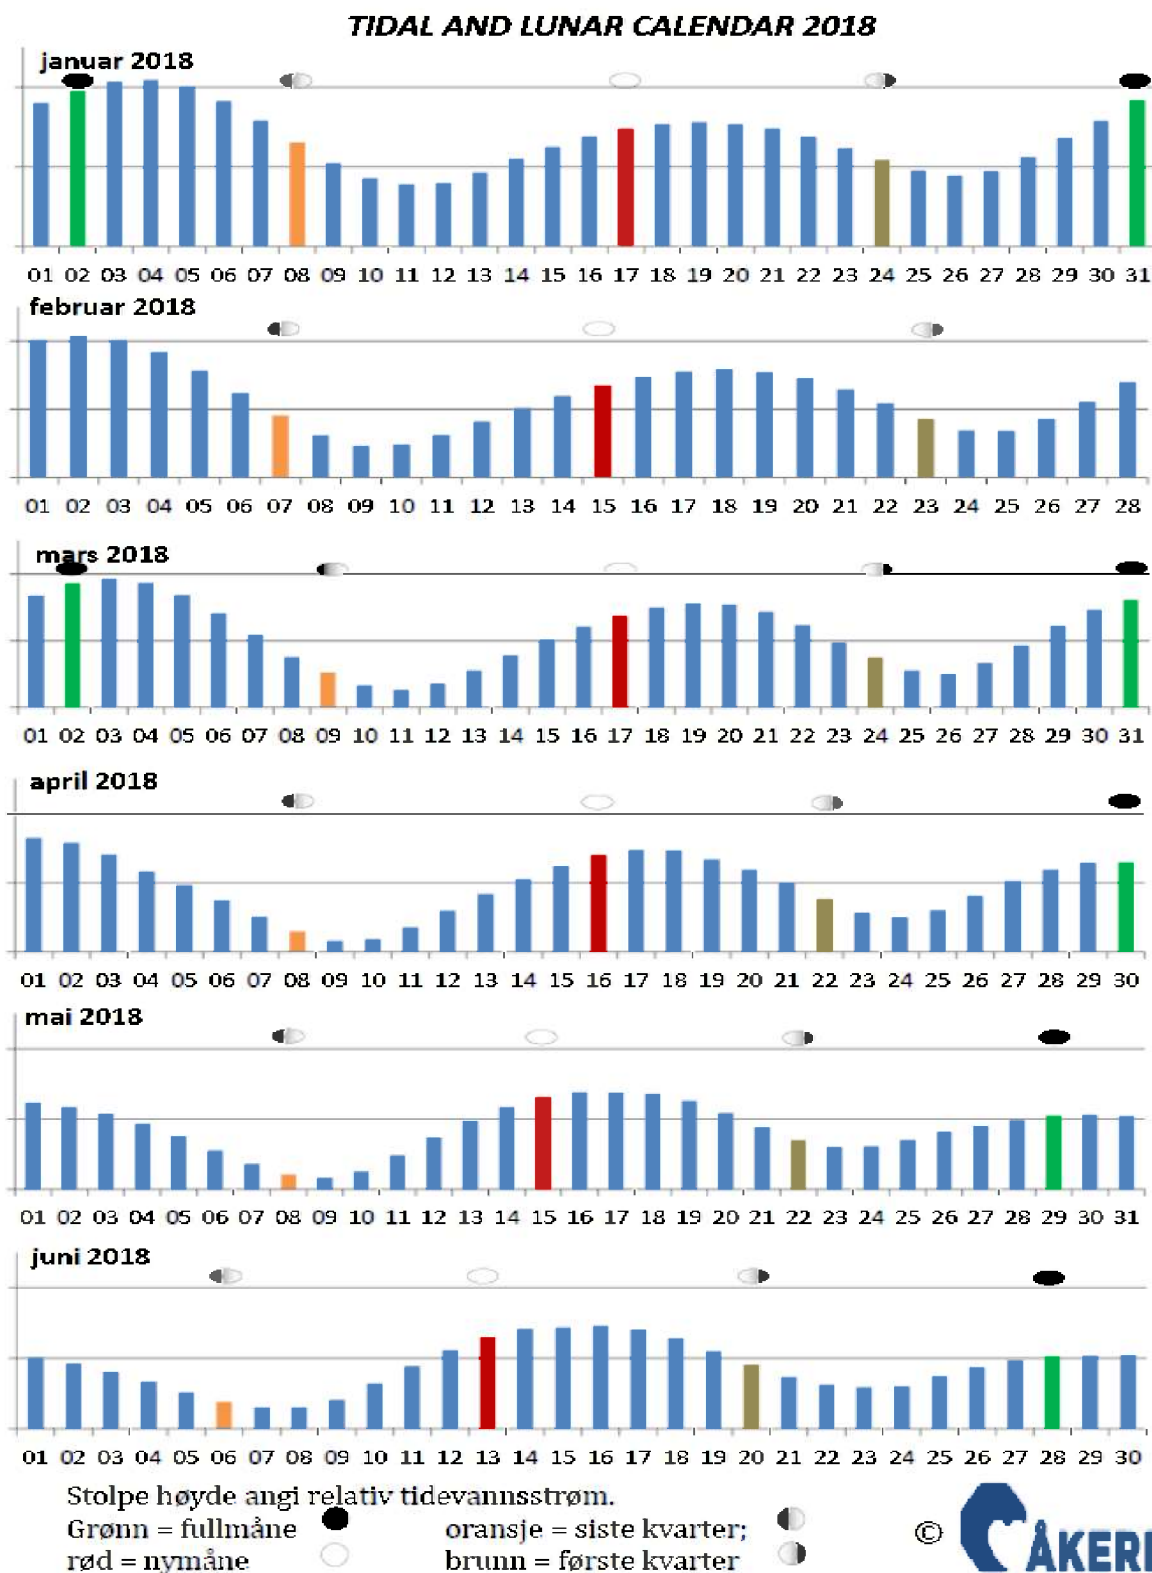 TIDAL AND LUNAR CALENDAR 2018
januar 2018
01 02 03 04 05 06 07 08 09 10 11 12 13 14 15 16 17 18 19 20 21 22 23 24 25 26 27 28 29 30 31
februar 2018
01 02 03 04 05 06 07 08 09 10 11 12 13 14 15 16 17 18 19 20 21 22 23 24 25 26 27 28
mars 2018
01 02 03 04 05 06 07 08 09 10 11 12 13 14 15 16 17 18 19 20 21 22 23 24 25 26 27 28 29 30 31
april 2018
01 02 03 04 05 06 07 08 09 10 11 12 13 14 15 16 17 18 19 20 21 22 23 24 25 26 27 28 29 30
mai 2018
01 02 03 04 05 06 07 08 09 10 11 12 13 14 15 16 17 18 19 20 21 22 23 24 25 26 27 28 29 30 31
juni 2018
01 02 03 04 05 06 07 08 09 10 11 12 13 14 15 16 17 18 19 20 21 22 23 24 25 26 27 28 29 30
Stolpe høyde angi relativ tidevannsstrøm.
Grønn = fullmåne oransje = siste kvarter;
rød = nymåne brunn = første kvarter
©